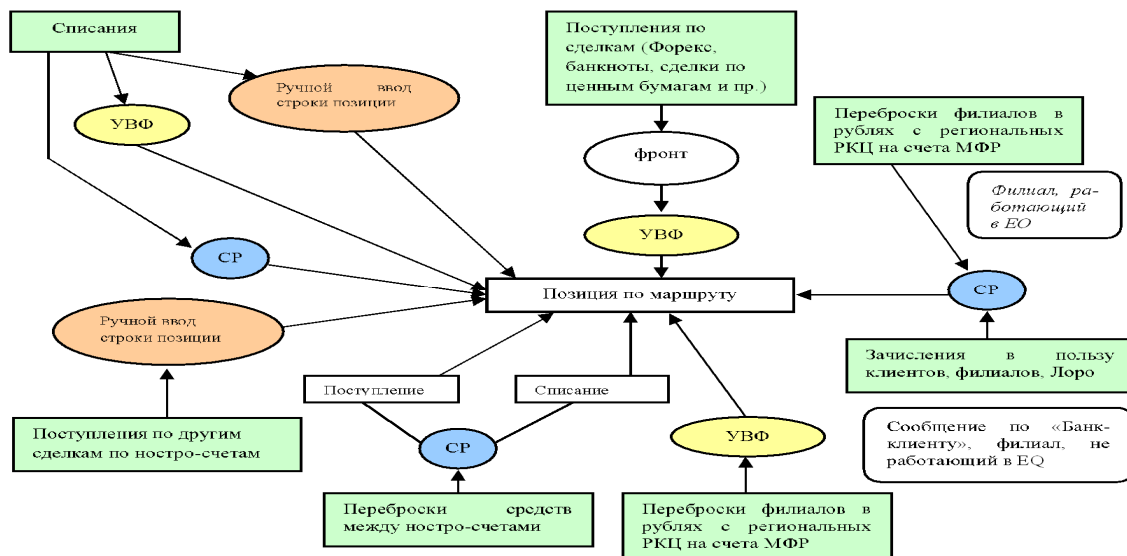 Списания
Ручной ввод
строки позиции
УВФ
СР
Поступления по
сделкам (Форекс,
банкноты, сделки по
ценным бумагам и пр.)
фронт
УВФ
Переброски филиалов в
рублях с региональных
РКЦ на счета МФР
Филиал, ра-
ботающий
в ЕО
СР
Позиция по маршруту
Ручной ввод
строки позиции
Зачисления в пользу
клиентов, филиалов, Лоро
Поступление
Списание
Поступления по другим
сделкам по ностро-счетам
СР
УВФ
Сообщение по «Банк-
клиенту», филиал, не
работающий в EQ
Переброски средств
между ностро-счетами
Переброски филиалов в
рублях с региональных
РКЦ на счета МФР